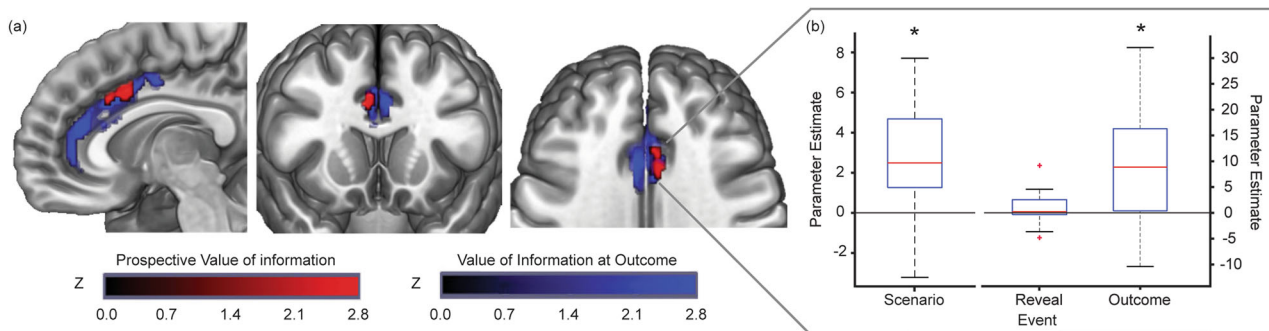 (a)
Prospective Value of information
Z
0.0 0.7 1.4 2.1 2.8
Value of Information at Outcome
Z
0.0 0.7 1.4 2.1 2.8
(b)
* *
Parameter Estimate
8
6
4
2
0
-2
30
25
20
15
10
5
0
-5
-10
Parameter Estimate
Scenario Reveal Outcome
Event